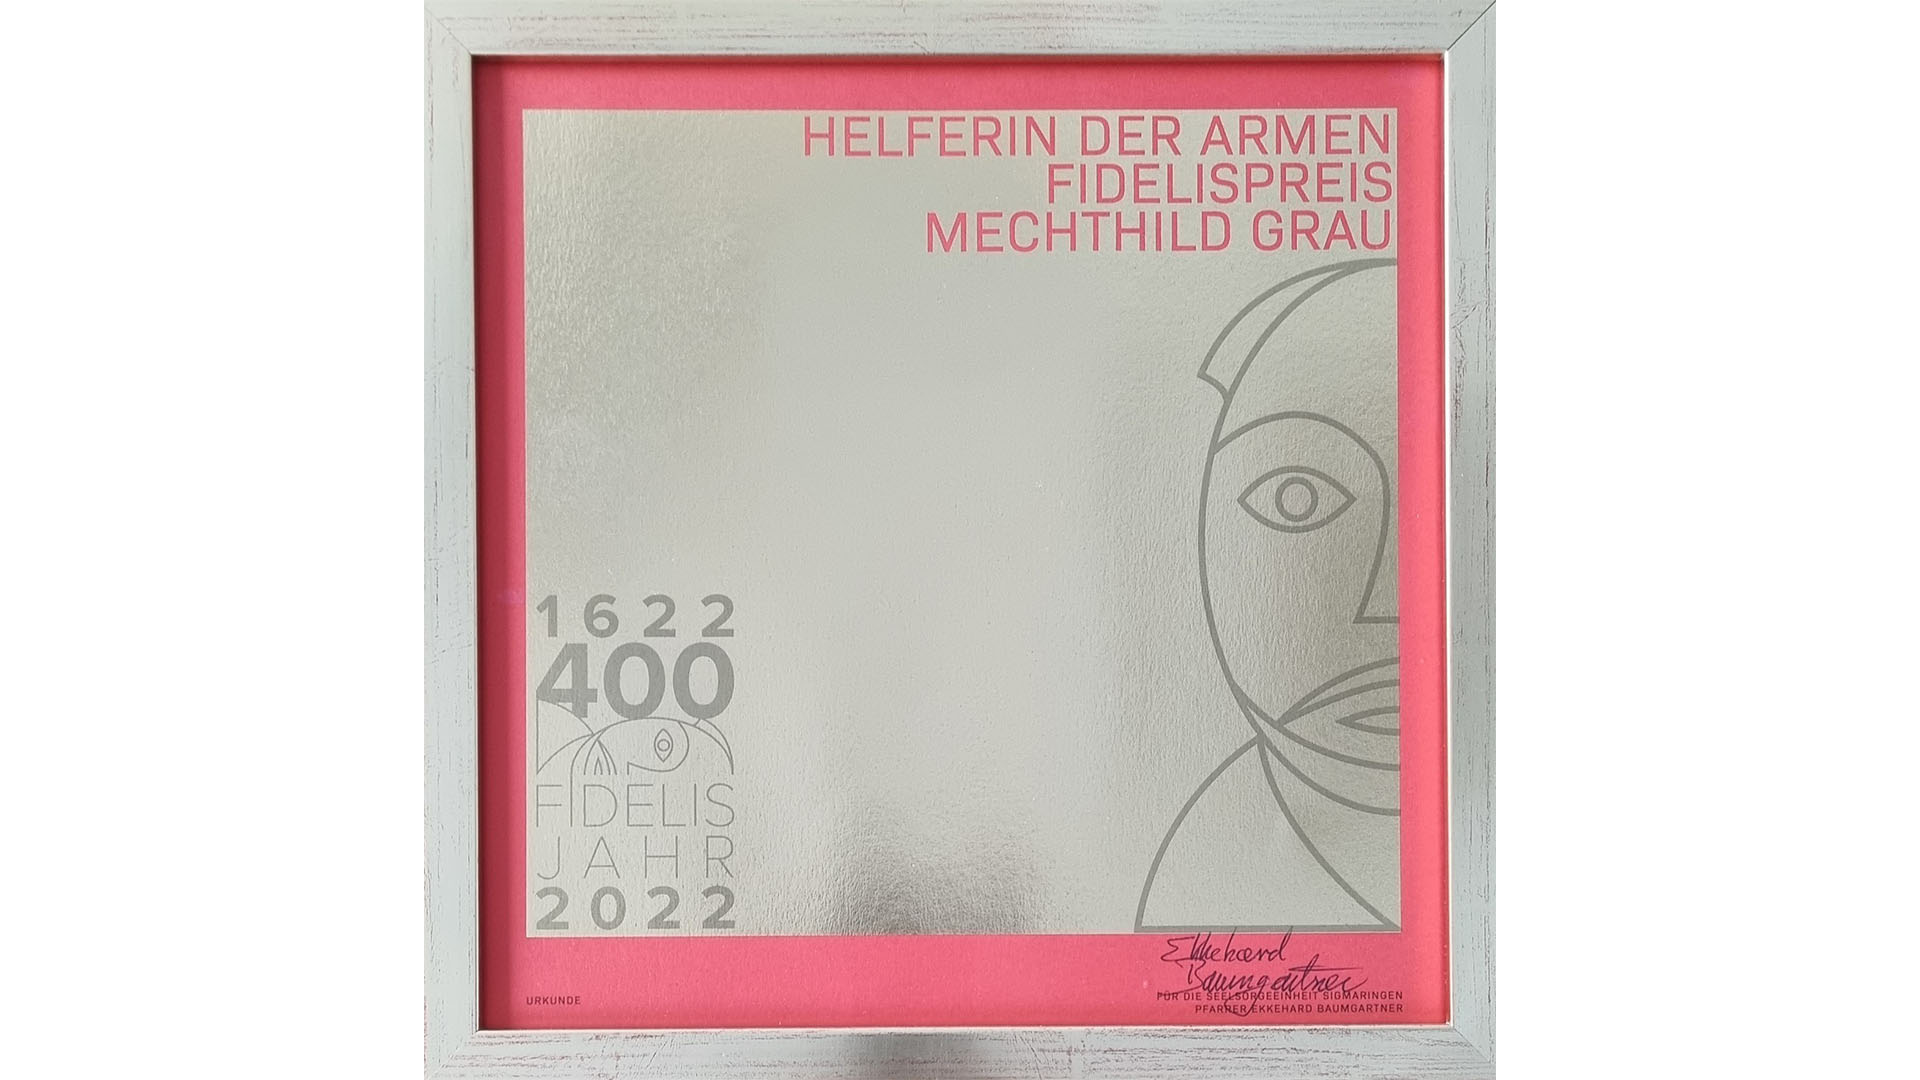 HELFERIN DER ARMEN
FIDELISPREIS
MECHTHILD GRAU
1622
400
FIDELIS
JAHR
2022
Ekkehard
Baumgartner
URKUNDE
FÜR DIE SEELSORGEEINHEIT SIGMARINGEN
PFARRER EKKEHARD BAUMGARTNER